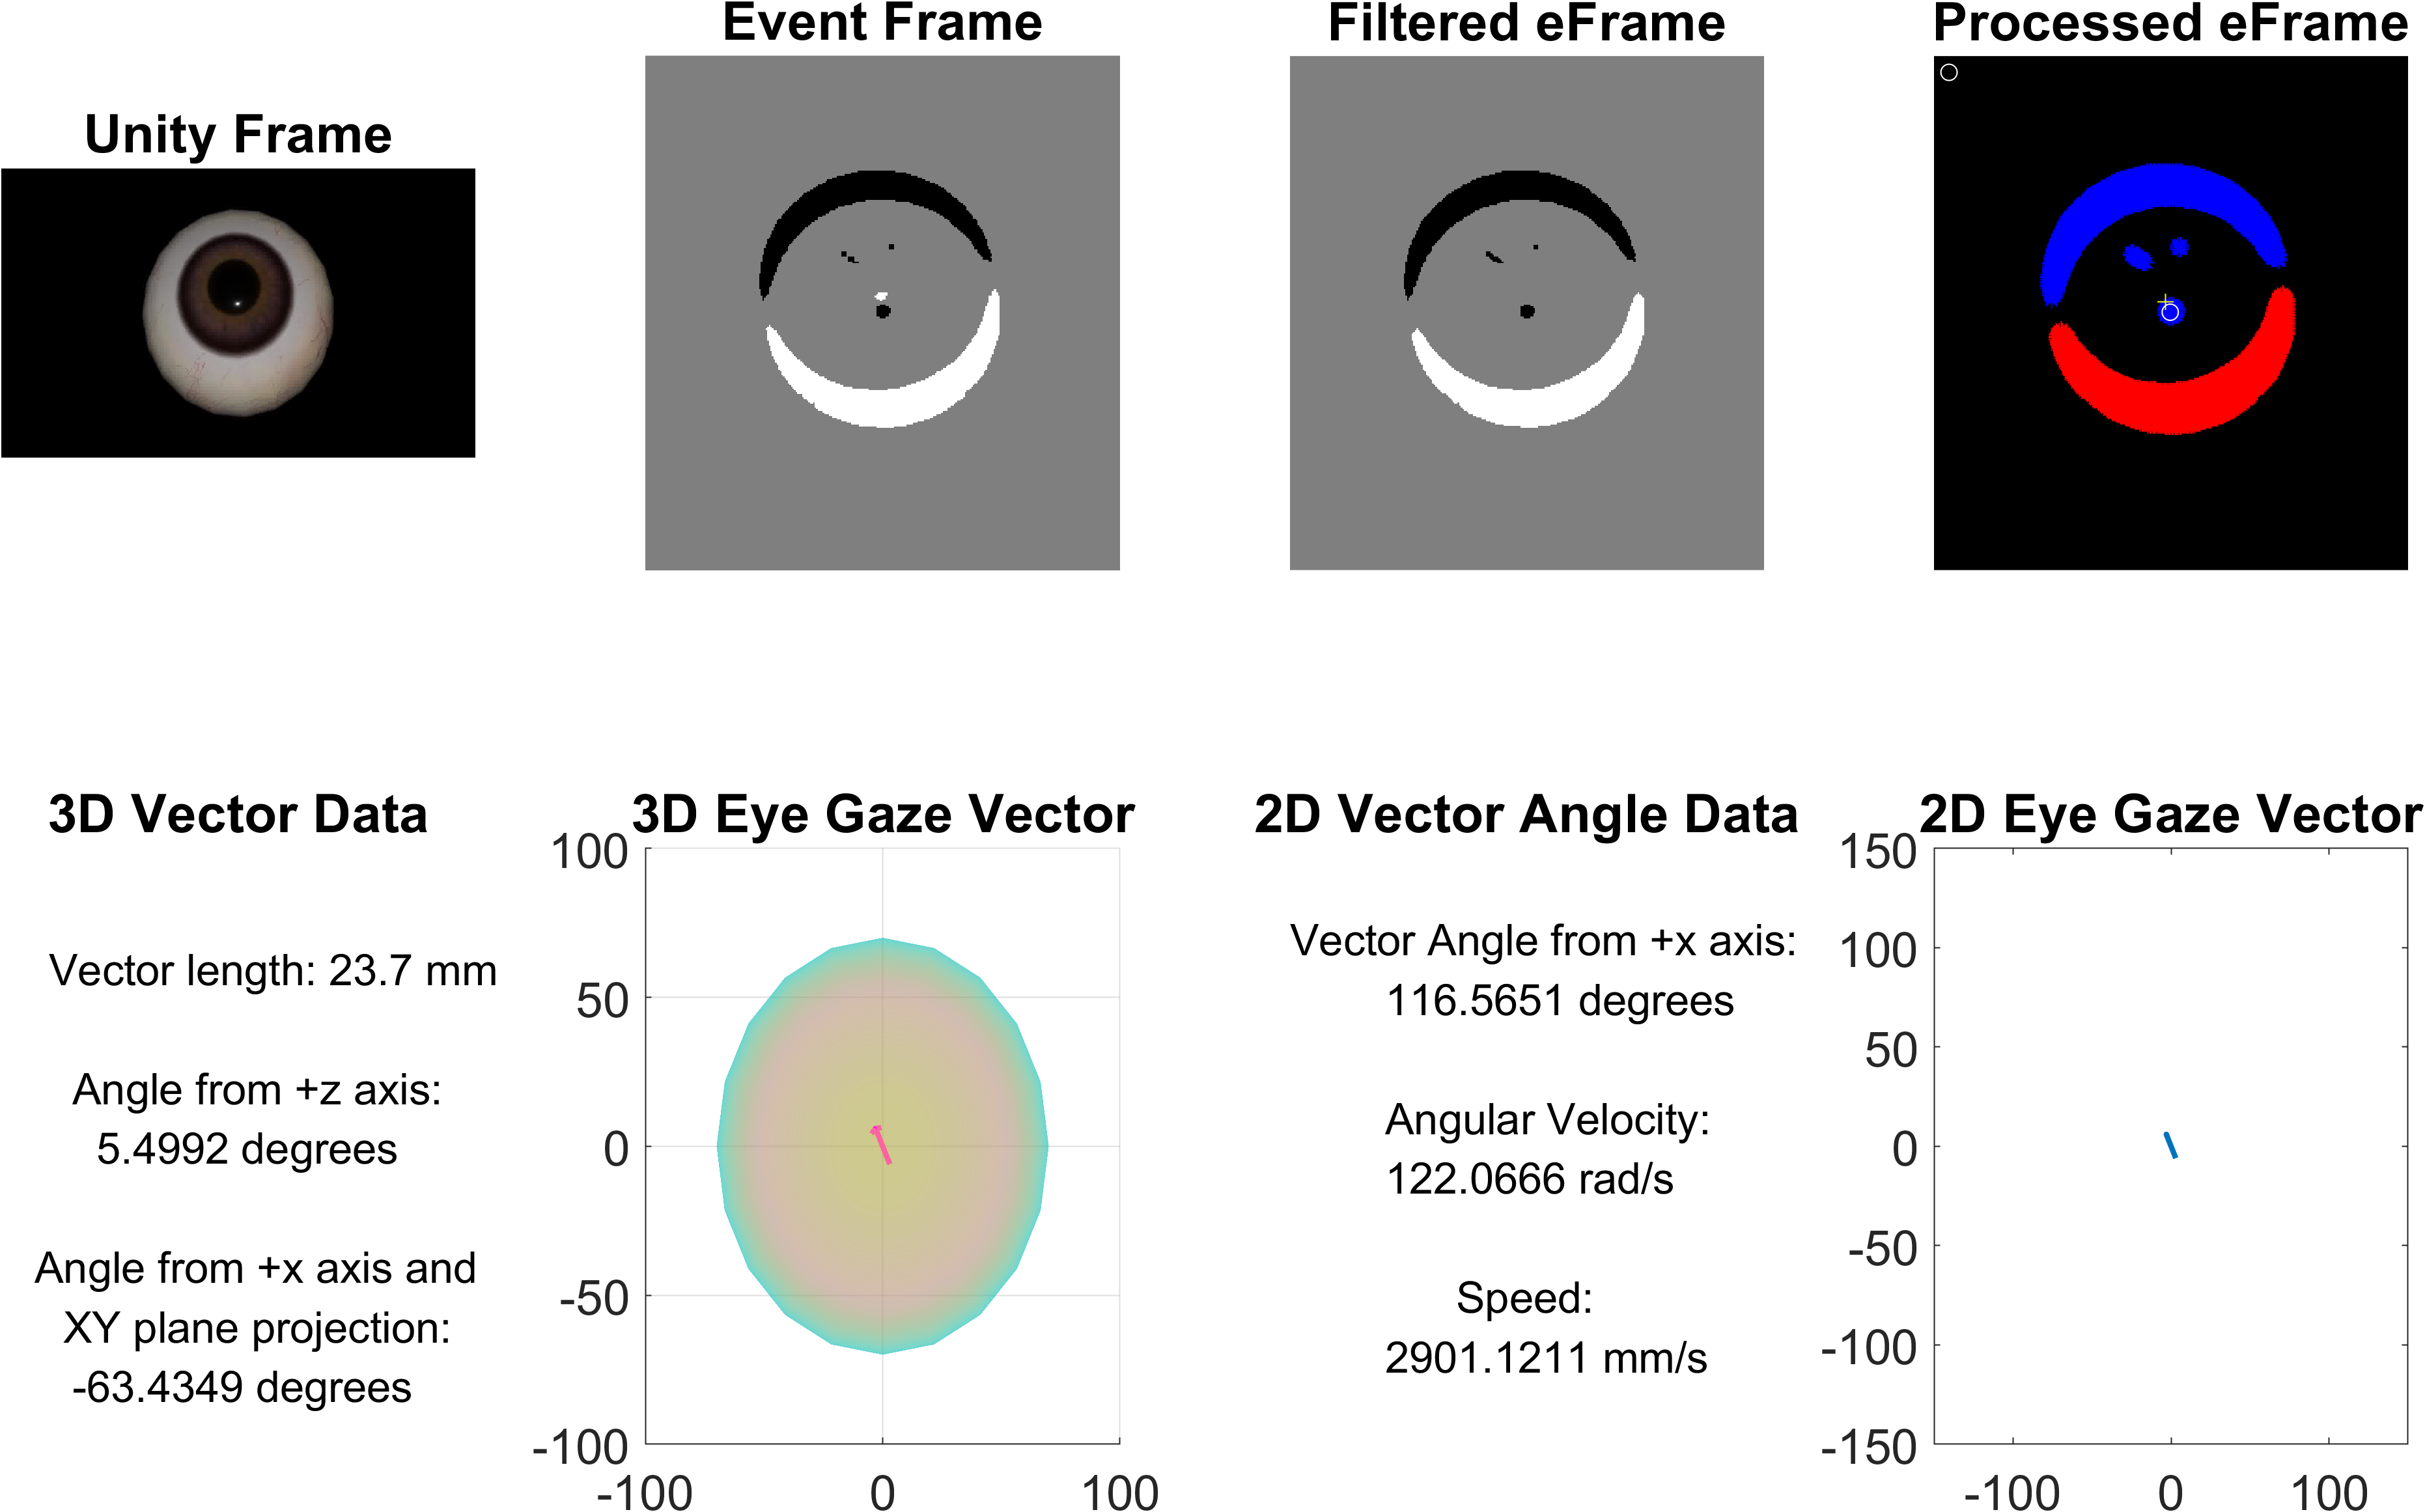 Event Frame
Filtered eFrame
Processed eFrame
Unity Frame
3D Vector Data
Vector length: 23.7 mm
Angle from +z axis:
5.4992 degrees
Angle from +x axis and
XY plane projection:
-63.4349 degrees
3D Eye Gaze Vector
100
50
0
-50
-100
-100
0
100
2D Vector Angle Data
Vector Angle from +x axis:
116.5651 degrees
Angular Velocity:
122.0666 rad/s
Speed:
2901.1211 mm/s
2D Eye Gaze Vector
150
100
50
0
-50
-100
-150
-100
0
100